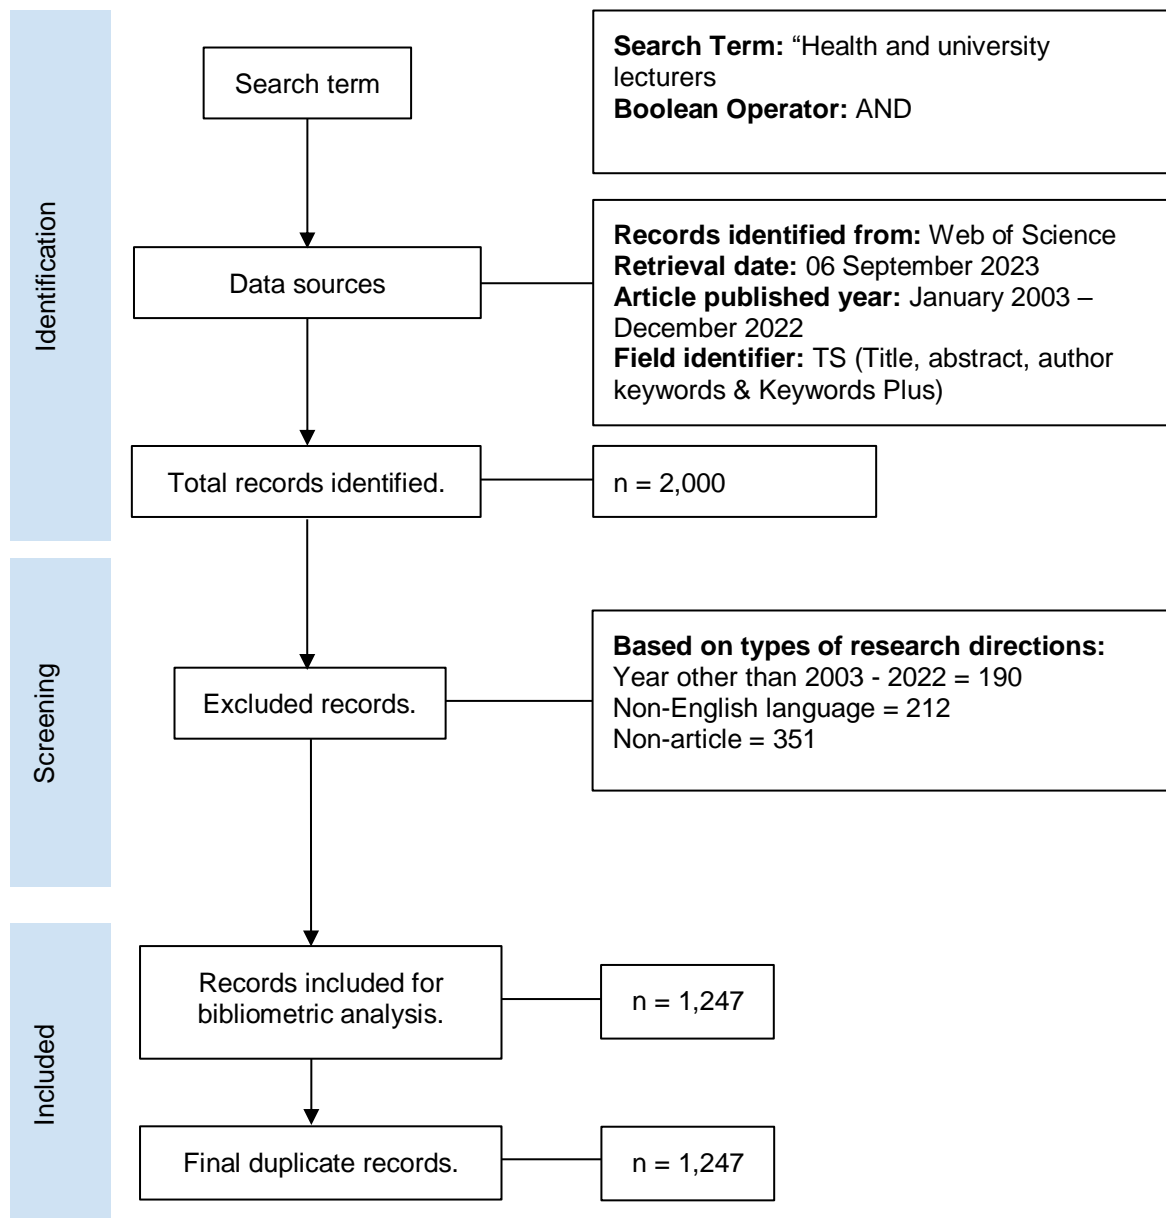 Identification
Search term
Search Term: “Health and university
lecturers
Boolean Operator: AND
Data sources
Records identified from: Web of Science
Retrieval date: 06 September 2023
Article published year: January 2003 –
December 2022
Field identifier: TS (Title, abstract, author
keywords & Keywords Plus)
Total records identified.
n = 2,000
Screening
Excluded records.
Based on types of research directions:
Year other than 2003 - 2022 = 190
Non-English language = 212
Non-article = 351
Included
Records included for
bibliometric analysis.
n = 1,247
Final duplicate records.
n = 1,247